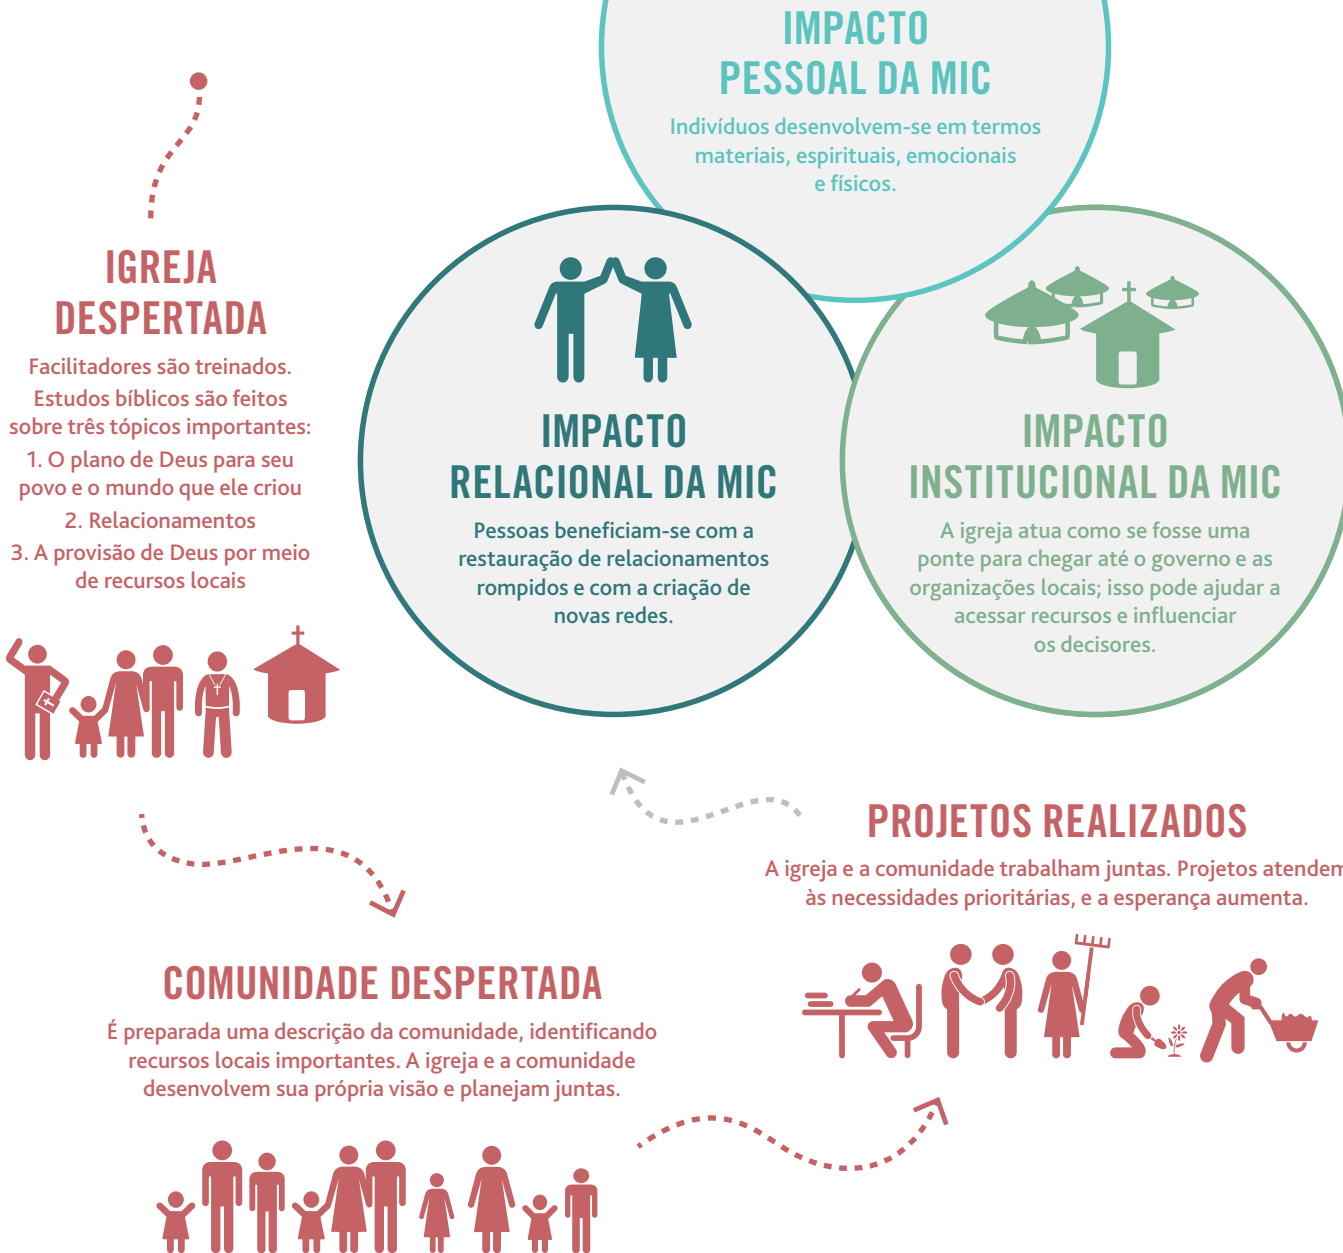 IMPACTO
PESSOAL DA MIC
Indivíduos desenvolvem-se em termos
materiais, espirituais, emocionais
e físicos.
IGREJA
DESPERTADA
Facilitadores são treinados.
Estudos bíblicos são feitos
sobre três tópicos importantes:
1. O plano de Deus para seu
povo e o mundo que ele criou
2. Relacionamentos
3. A provisão de Deus por meio
de recursos locais
IMPACTO
RELACIONAL DA MIC
Pessoas beneficiam-se com a
restauração de relacionamentos
rompidos e com a criação de
novas redes.
IMPACTO
INSTITUCIONAL DA MIC
A igreja atua como se fosse uma
ponte para chegar até o governo e as
organizações locais; isso pode ajudar a
acessar recursos e influenciar
os decisores.
PROJETOS REALIZADOS
A igreja e a comunidade trabalham juntas. Projetos atendem
às necessidades prioritárias, e a esperança aumenta.
COMUNIDADE DESPERTADA
É preparada uma descrição da comunidade, identificando
recursos locais importantes. A igreja e a comunidade
desenvolvem sua própria visão e planejam juntas.